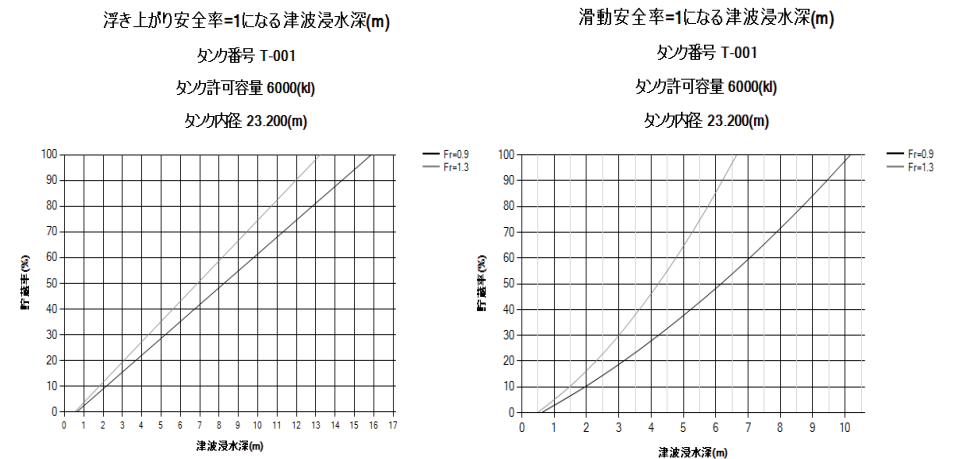 浮き上がり安全率=1になる津波浸水深(m)
タンク番号 T-001
タンク許可容量 6000(kl)
タンク内径 23.200(m)
Fr=0.9
Fr=1.3
100
90
80
70
60
50
40
30
20
10
0
貯蔵率(%)
0 1 2 3 4 5 6 7 8 9 10 11 12 13 14 15 16 17
津波浸水深(m)
滑動安全率=1になる津波浸水深(m)
タンク番号 T-001
タンク許可容量 6000(kl)
タンク内径 23.200(m)
Fr=0.9
Fr=1.3
100
90
80
70
60
50
40
30
20
10
0
貯蔵率(%)
0 1 2 3 4 5 6 7 8 9 10
津波浸水深(m)